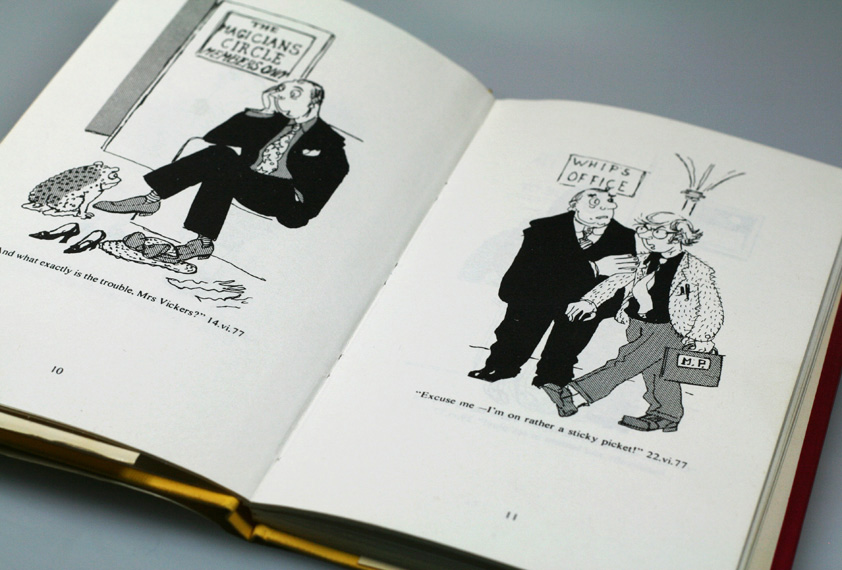 THE
MAGICIANS
CIRCLE
MEMBERS ONLY
And what exactly is the trouble, Mrs Vickers?” 14.vi.77
10
WHIPS
OFFICE
M.P.
“Excuse me —I’m on rather a sticky picket!” 22.vi.77
11